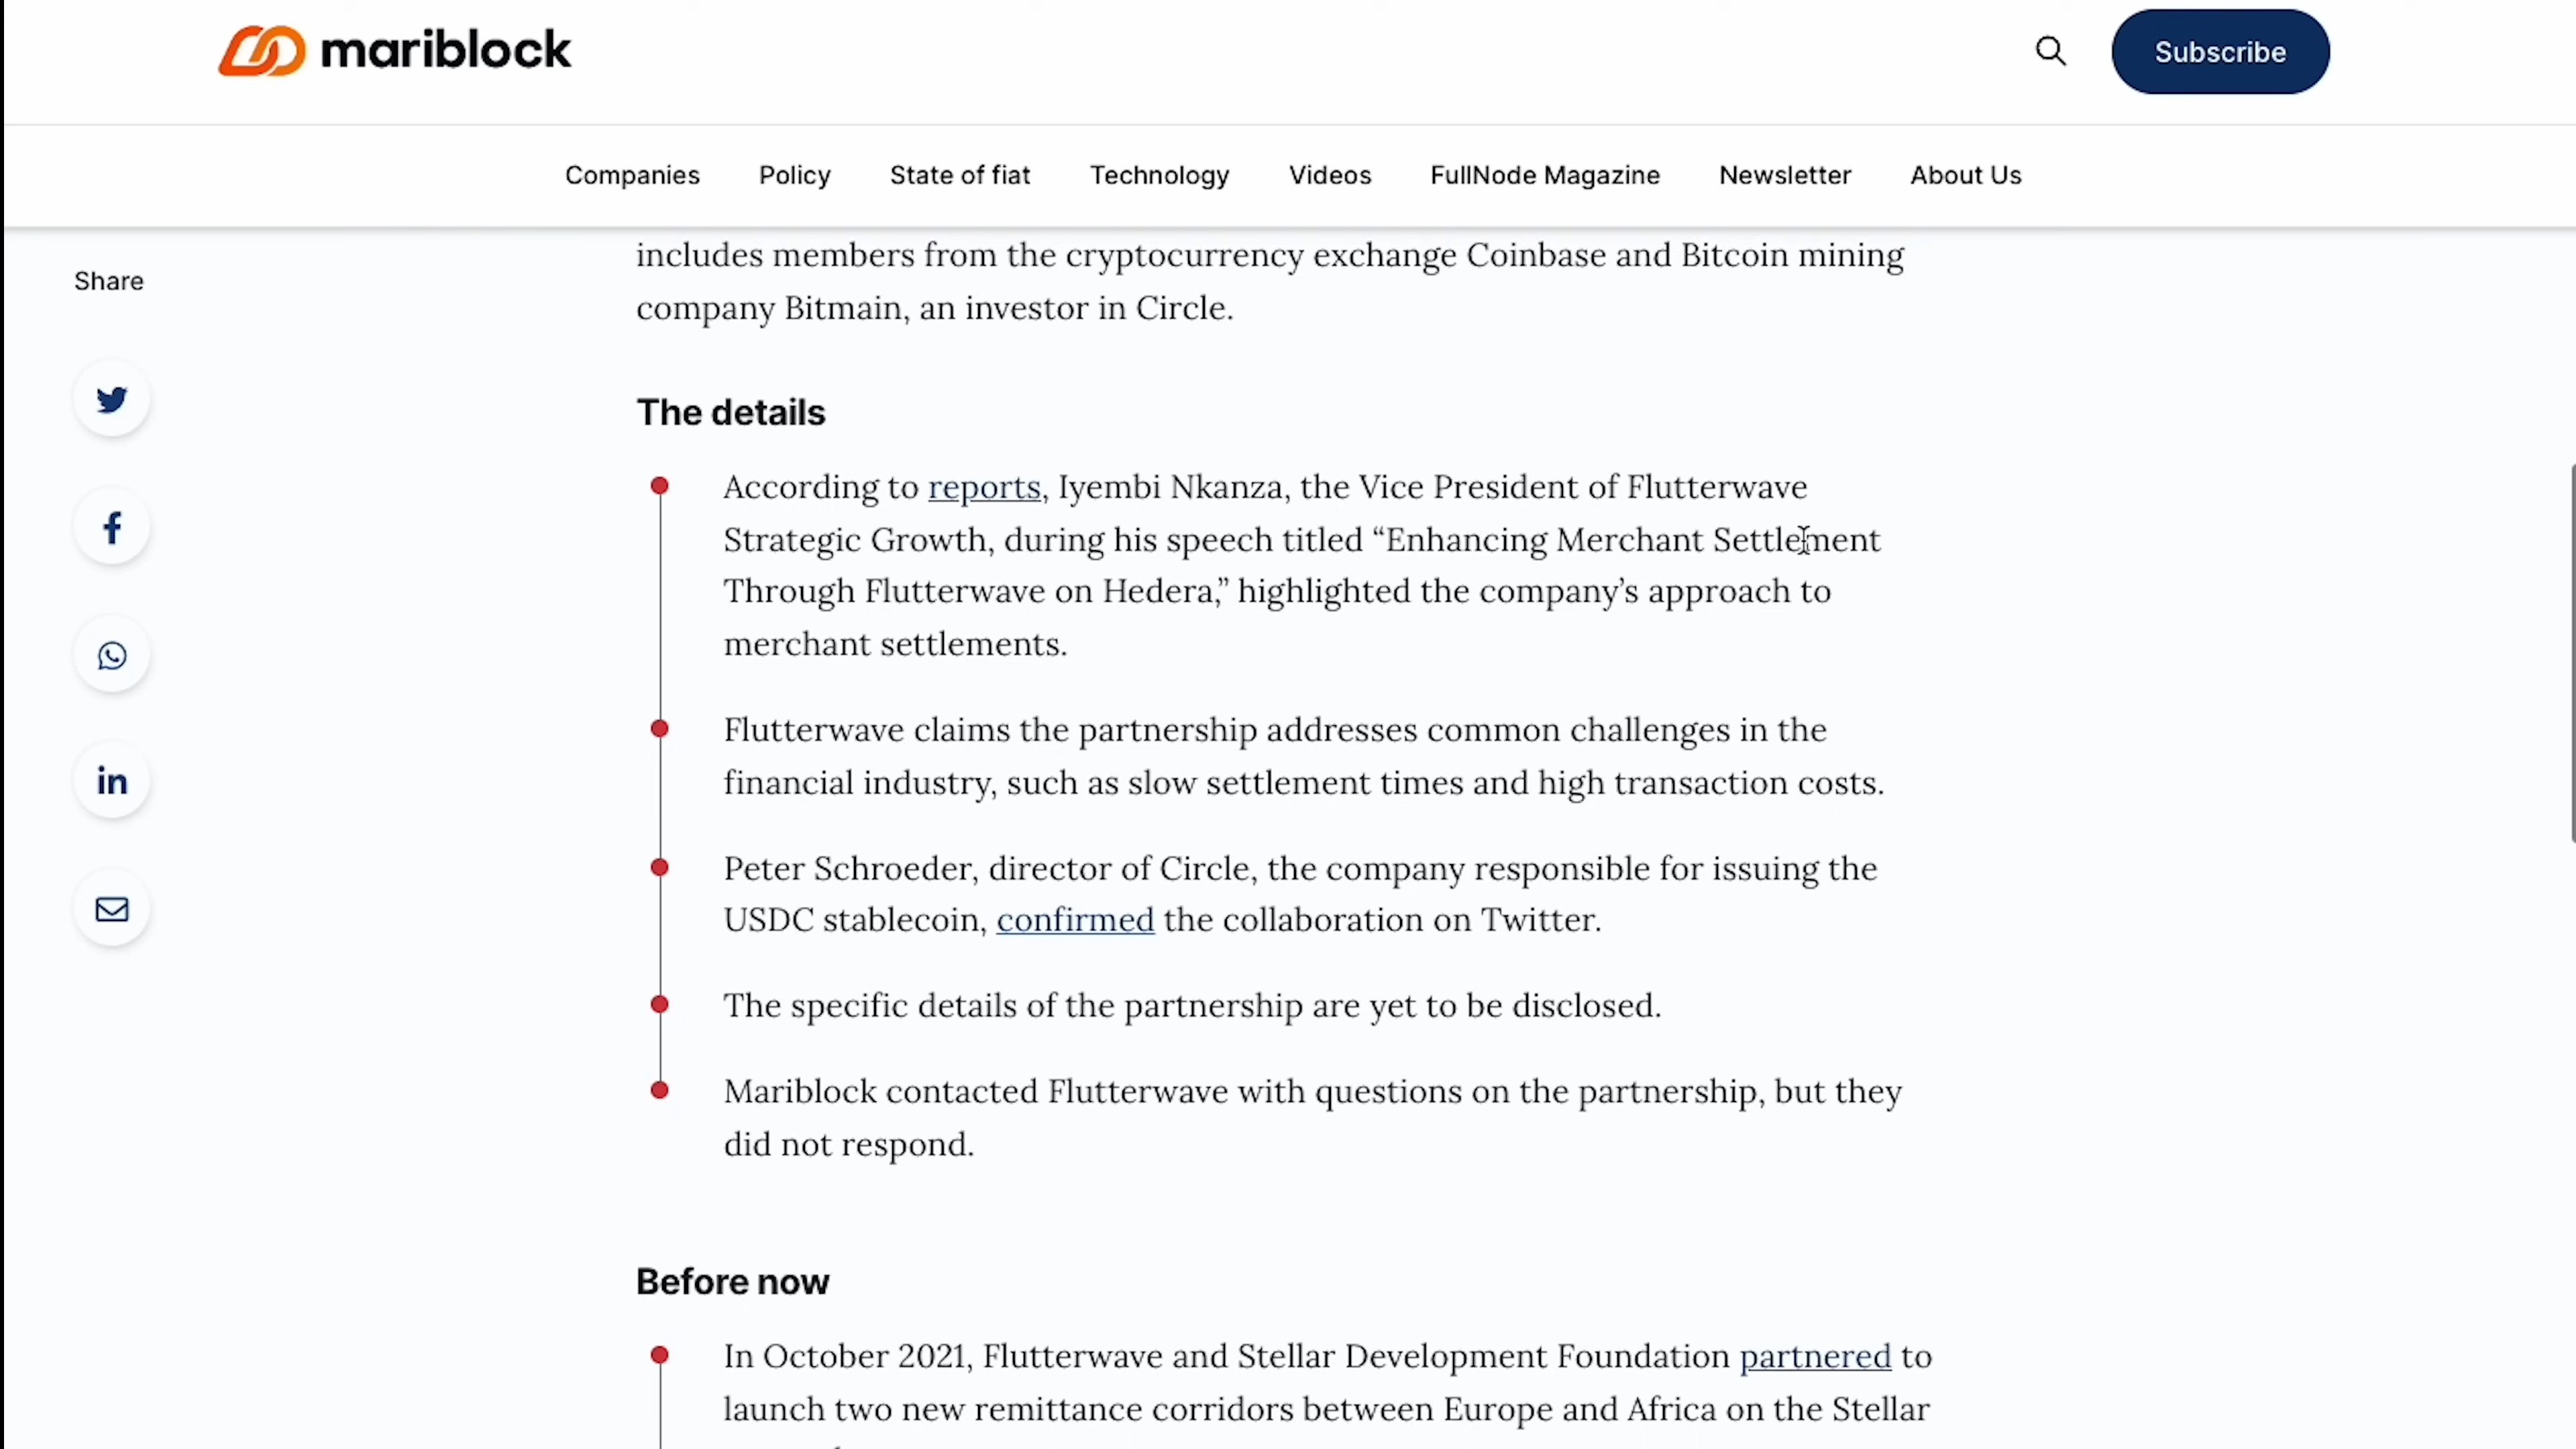 mariblock
Subscribe
Companies Policy State of fiat Technology Videos FullNode Magazine Newsletter About Us
Share
includes members from the cryptocurrency exchange Coinbase and Bitcoin mining
company Bitmain, an investor in Circle.
The details
According to reports, Iyembi Nkanza, the Vice President of Flutterwave
Strategic Growth, during his speech titled “Enhancing Merchant Settlement
Through Flutterwave on Hedera,” highlighted the company’s approach to
merchant settlements.
Flutterwave claims the partnership addresses common challenges in the
financial industry, such as slow settlement times and high transaction costs.
Peter Schroeder, director of Circle, the company responsible for issuing the
USDC stablecoin, confirmed the collaboration on Twitter.
The specific details of the partnership are yet to be disclosed.
Mariblock contacted Flutterwave with questions on the partnership, but they
did not respond.
Before now
In October 2021, Flutterwave and Stellar Development Foundation partnered to
launch two new remittance corridors between Europe and Africa on the Stellar